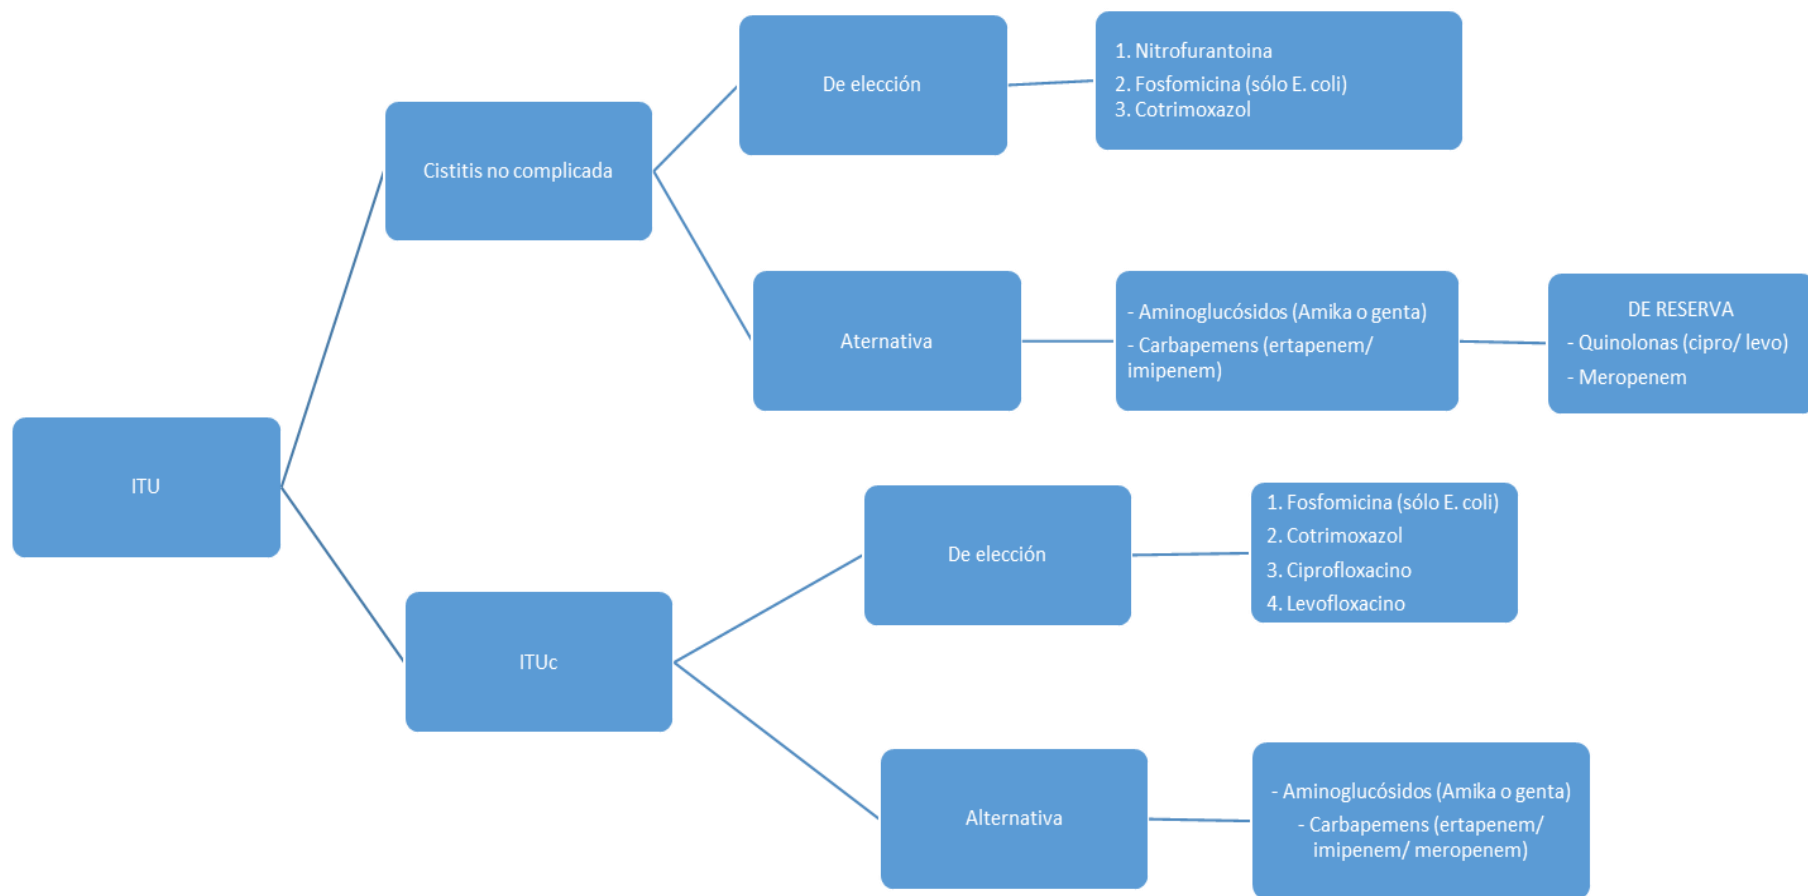 De elección
1. Nitrofurantoina
2. Fosfomicina (sólo E. coli)
3. Cotrimoxazol
Cistitis no complicada
Aternativa
- Aminoglucósidos (Amika o genta)
- Carbapemens (ertapenem/
imipenem)
DE RESERVA
- Quinolonas (cipro/ levo)
- Meropenem
ITU
De elección
1. Fosfomicina (sólo E. coli)
2. Cotrimoxazol
3. Ciprofloxacino
4. Levofloxacino
ITUc
Alternativa
- Aminoglucósidos (Amika o genta)
- Carbapemens (ertapenem/
imipenem/ meropenem)